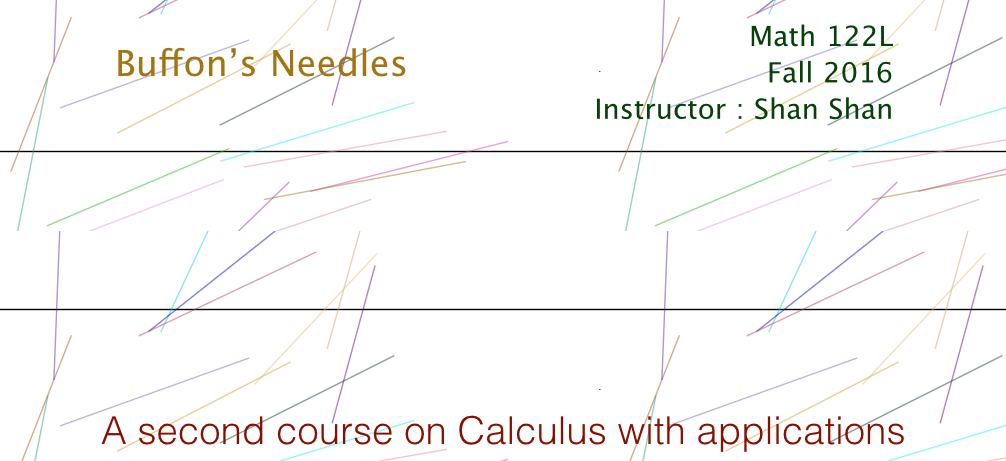 Buffon’s Needles
Math 122L
Fall 2016
Instructor : Shan Shan
A second course on Calculus with applications